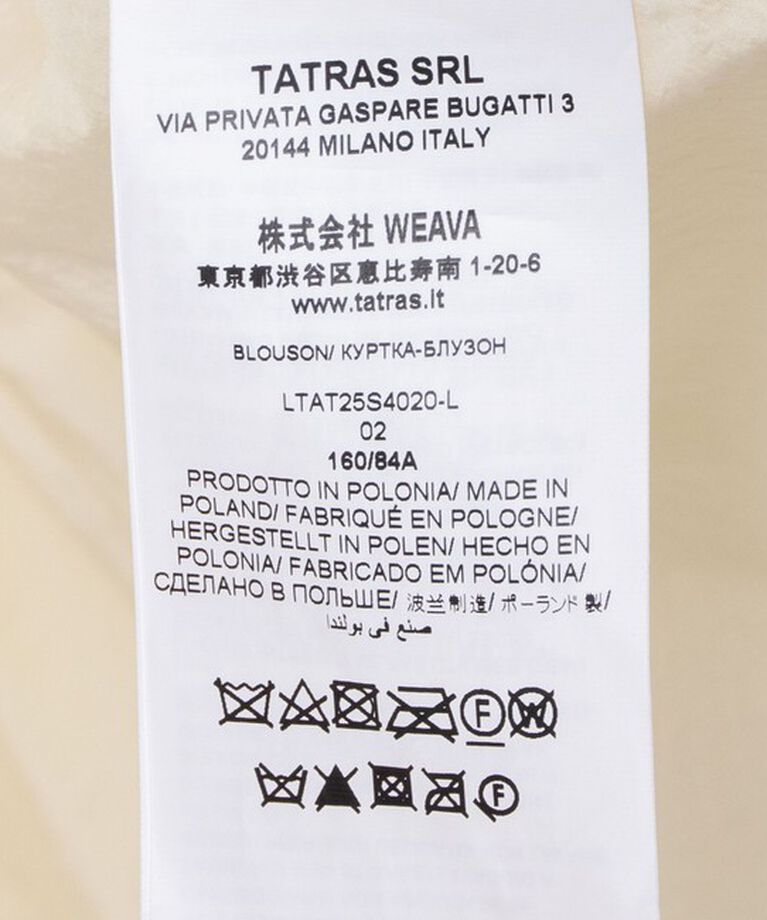 TATRAS SRL
VIA PRIVATA GASPARE BUGATTI 3
20144 MILANO ITALY
株式会社 WEAVA
東京都渋谷区恵比寿南 1-20-6
www.tatras.it
BLOUSON/ КУРТКА-БЛУЗОН
LTAT25S4020-L
02
160/84A
PRODOTTO IN POLONIA/ MADE IN
POLAND/ FABRIQUÉ EN POLOGNE/
HERGESTELLT IN POLEN/ HECHO EN
POLONIA/ FABRICADO EM POLÓNIA/
СДЕЛАНО В ПОЛЬШЕ/ 波兰制造/ ポーランド製/
صنع في بولندا
F W
F